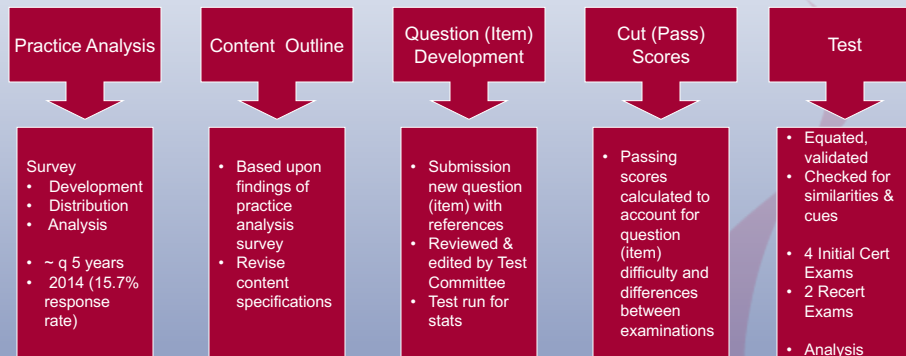 Practice Analysis
Content Outline
Question (Item)
Development
Cut (Pass)
Scores
Test
Survey
• Development
• Distribution
• Analysis
• ~ q 5 years
• 2014 (15.7%
response
rate)
• Based upon
findings of
practice
analysis
survey
• Revise
content
specifications
• Submission
new question
(item) with
references
• Reviewed &
edited by Test
Committee
• Test run for
stats
• Passing
scores
calculated to
account for
question
(item)
difficulty and
differences
between
examinations
• Equated,
validated
• Checked for
similarities &
cues
• 4 Initial Cert
Exams
• 2 Recert
Exams
• Analysis